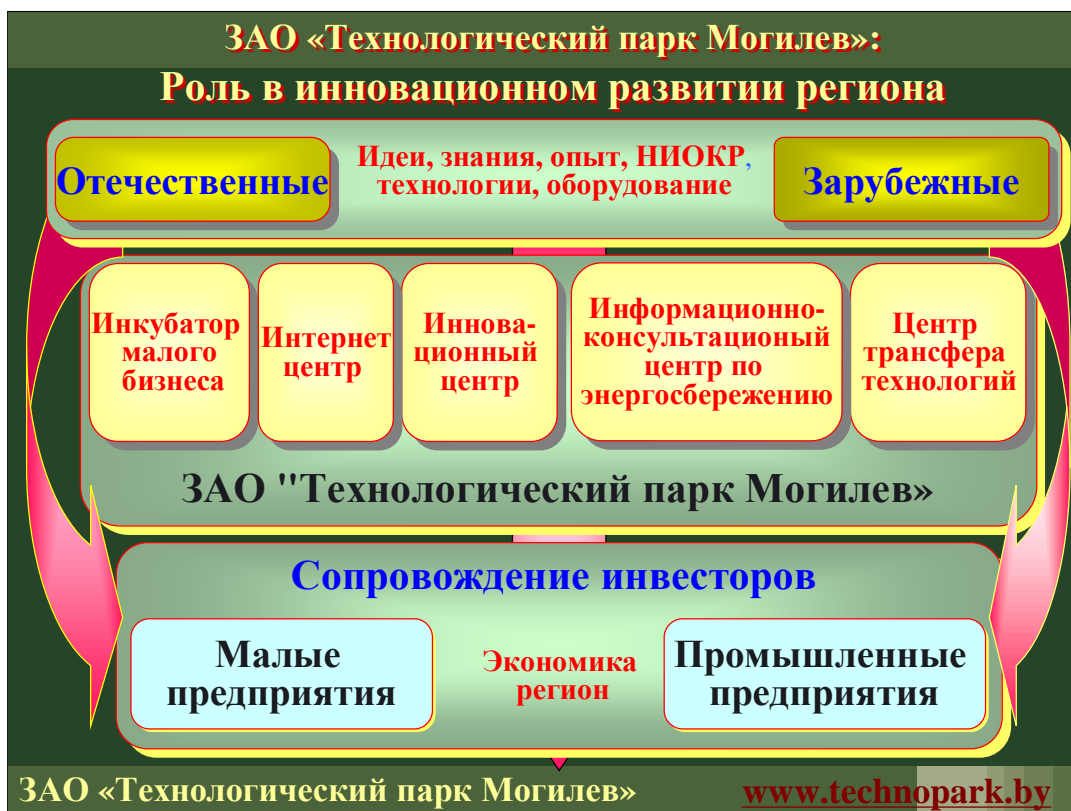 ЗАО «Технологический парк Могилев»:
Роль в инновационном развитии региона
Отечественные
Идеи, знания, опыт, НИОКР,
технологии, оборудование
Зарубежные
Инкубатор
малого
бизнеса
Интернет
центр
Иннова-
ционный
центр
Информационно-
консультационый
центр по
энергосбережению
Центр
трансфера
технологий
ЗАО "Технологический парк Могилев»
Сопровождение инвесторов
Малые
предприятия
Экономика
регион
Промышленные
предприятия
ЗАО «Технологический парк Могилев»
www.technopark.by